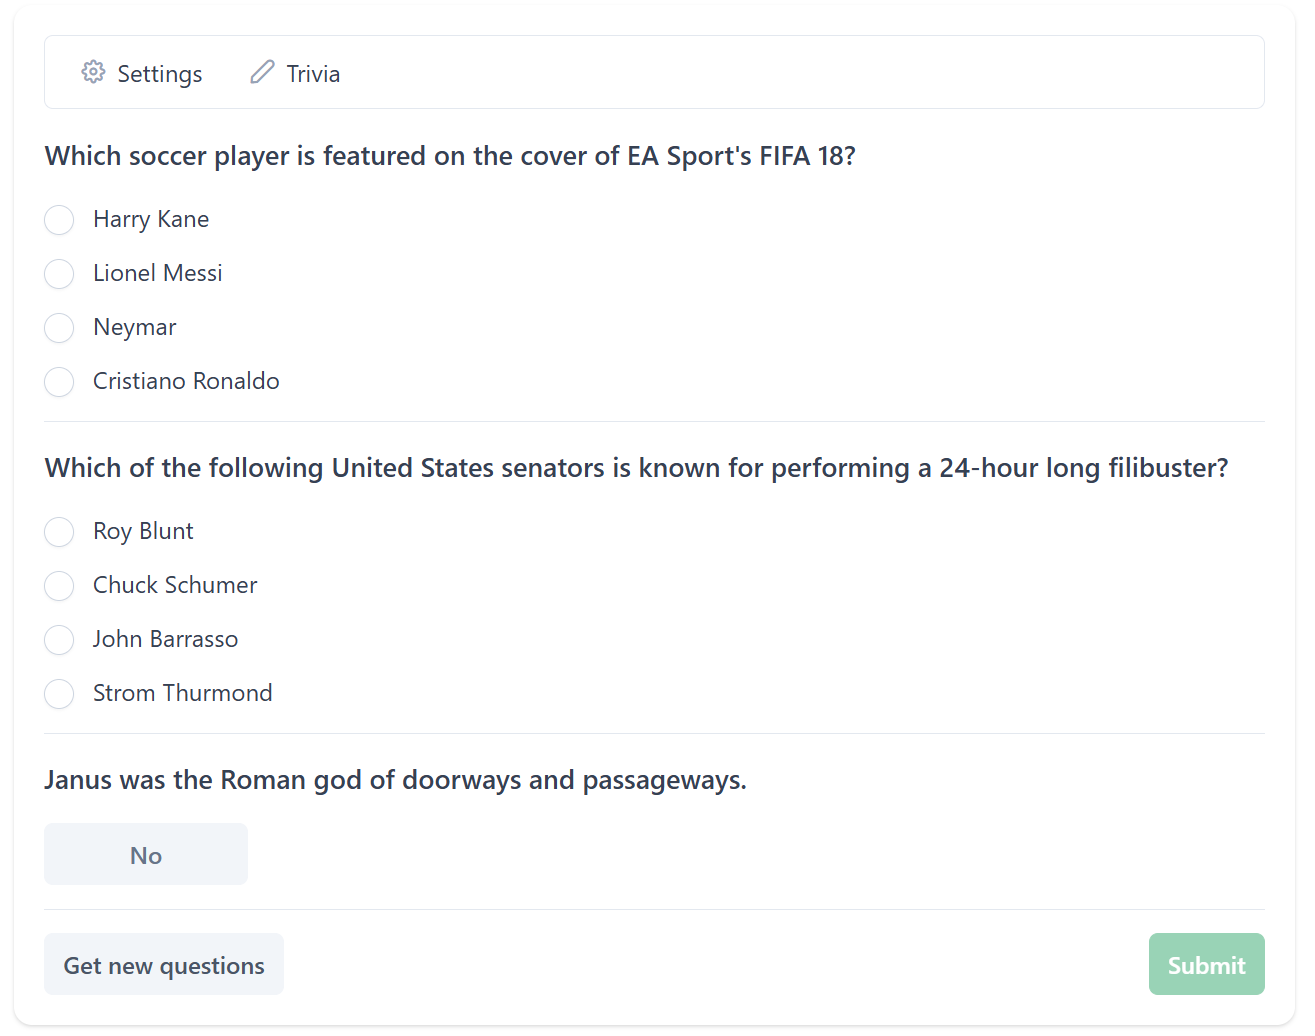 Settings Trivia
Which soccer player is featured on the cover of EA Sport's FIFA 18?
Harry Kane
Lionel Messi
Neymar
Cristiano Ronaldo
Which of the following United States senators is known for performing a 24-hour long filibuster?
Roy Blunt
Chuck Schumer
John Barrasso
Strom Thurmond
Janus was the Roman god of doorways and passageways.
No
Get new questions Submit